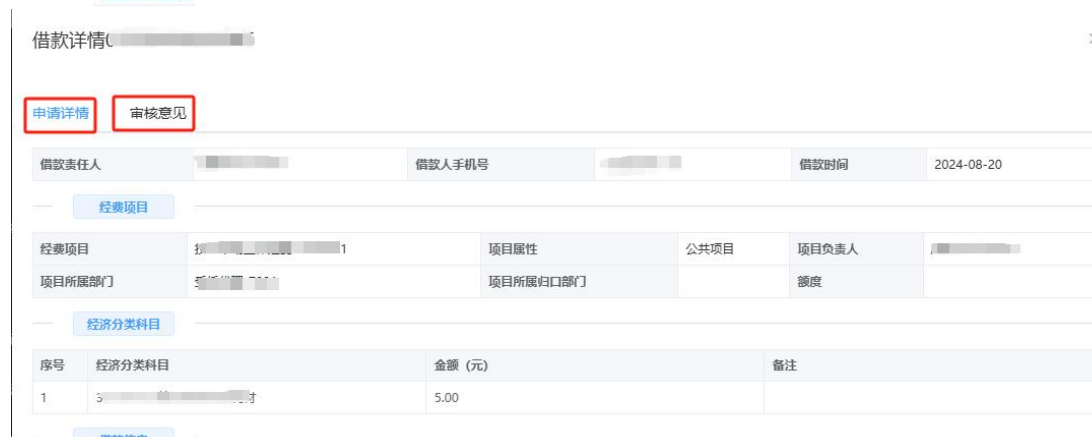 借款详情
申请详情 审核意见
借款责任人 借款人手机号 借款时间 2024-08-20
经费项目
经费项目 1 项目属性 公共项目 项目负责人
项目所属部门 项目所属归口部门 额度
经济分类科目
序号 经济分类科目 金额（元） 备注
1 5.00